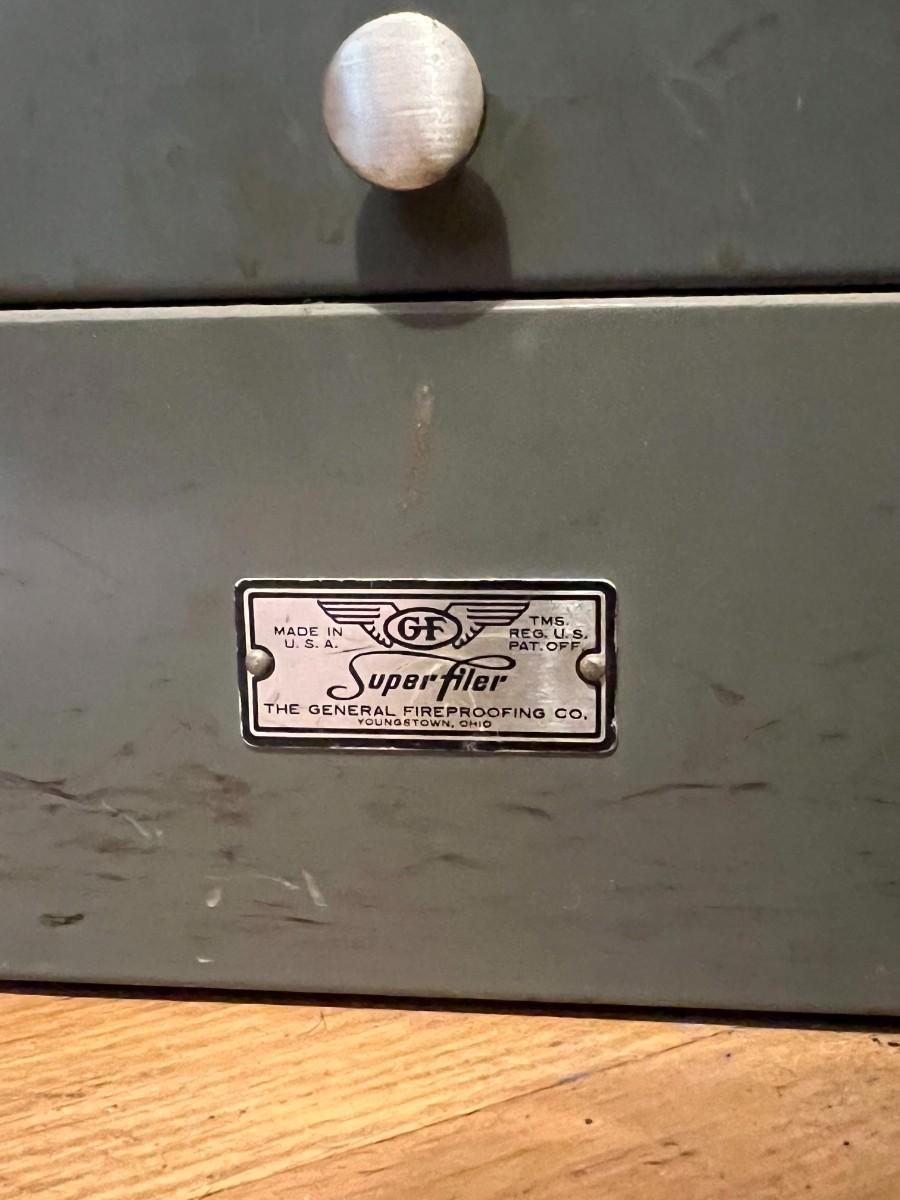 MADE IN
U. S. A.
GF
TMS.
REG. U. S.
PAT. OFF.
Superfiler
THE GENERAL FIREPROOFING CO.
YOUNGSTOWN, OHIO